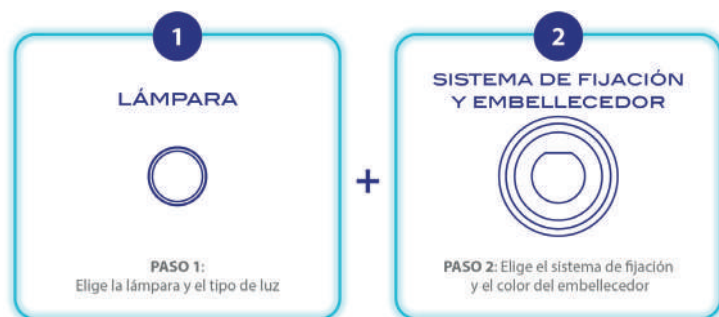 1
LÁMPARA
PASO 1:
Elige la lámpara y el tipo de luz
+
2
SISTEMA DE FIJACIÓN
Y EMBELLECEDOR
PASO 2: Elige el sistema de fijación
y el color del embellecedor